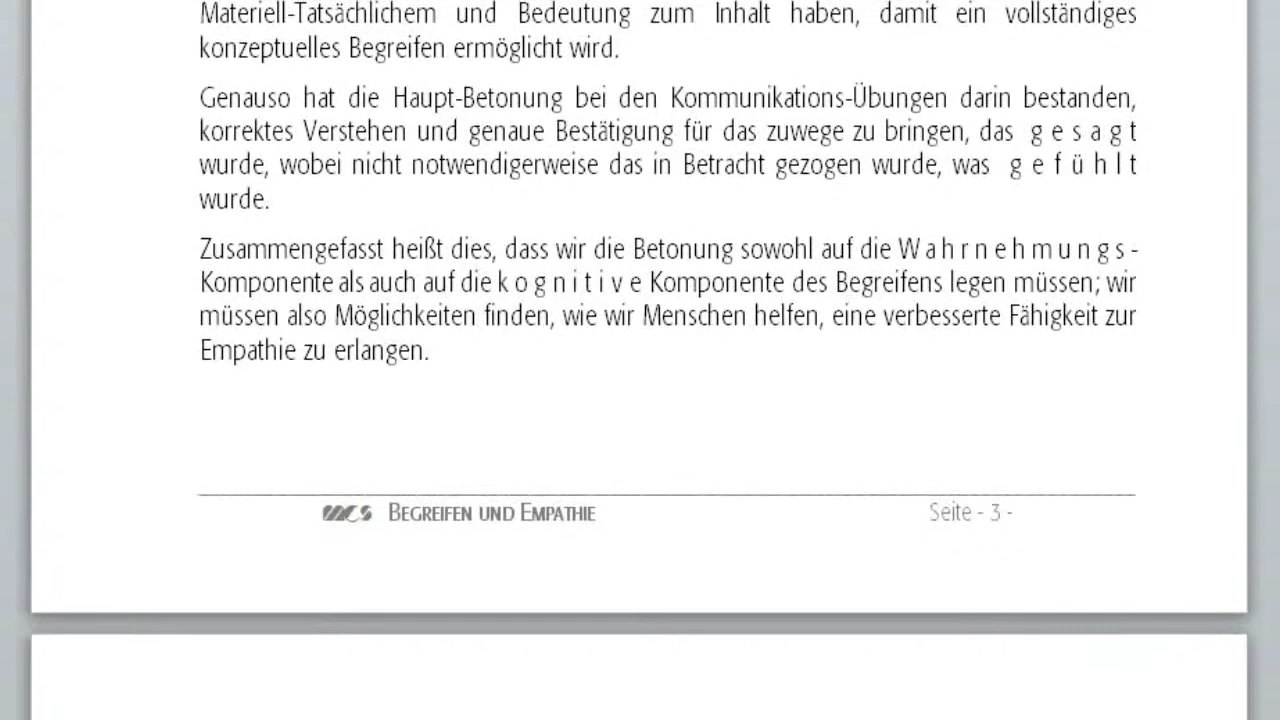 Materiell-Tatsächlichem und Bedeutung zum Inhalt haben, damit ein vollständiges
konzeptuelles Begreifen ermöglicht wird.
Genauso hat die Haupt-Betonung bei den Kommunikations-Übungen darin bestanden,
korrektes Verstehen und genaue Bestätigung für das zuwege zu bringen, das g e s a g t
wurde, wobei nicht notwendigerweise das in Betracht gezogen wurde, was g e f ü h l t
wurde.
Zusammengefasst heißt dies, dass wir die Betonung sowohl auf die W a h r n e h m u n g s -
Komponente als auch auf die k o g n i t i v e Komponente des Begreifens legen müssen; wir
müssen also Möglichkeiten finden, wie wir Menschen helfen, eine verbesserte Fähigkeit zur
Empathie zu erlangen.
mcs BEGREIFEN UND EMPATHIE Seite - 3 -